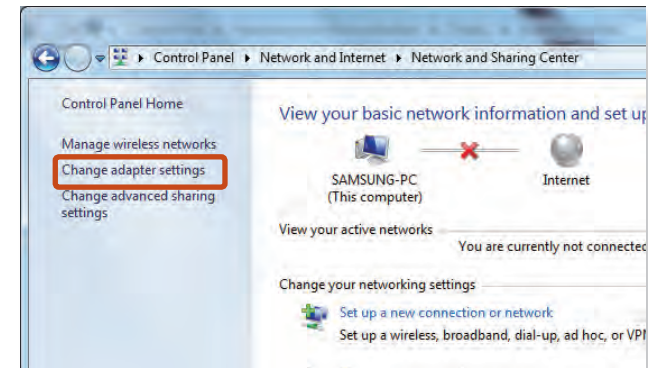 Control Panel ▸ Network and Internet ▸ Network and Sharing Center
Control Panel Home
Manage wireless networks
Change adapter settings
Change advanced sharing
settings
View your basic network information and set up
SAMSUNG-PC
(This computer)
Internet
View your active networks
You are currently not connected
Change your networking settings
Set up a new connection or network
Set up a wireless, broadband, dial-up, ad hoc, or VPN